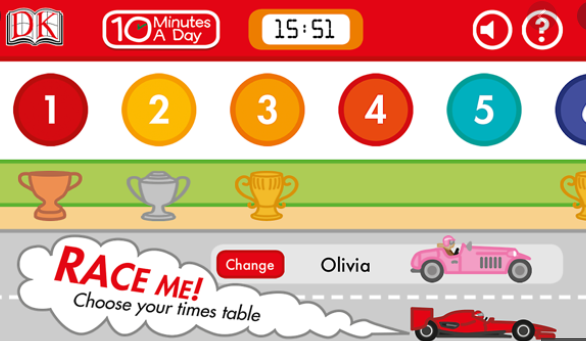 DK
10 Minutes
A Day
15:51
?
1
2
3
4
5
RACE ME!
Choose your times table
Change
Olivia